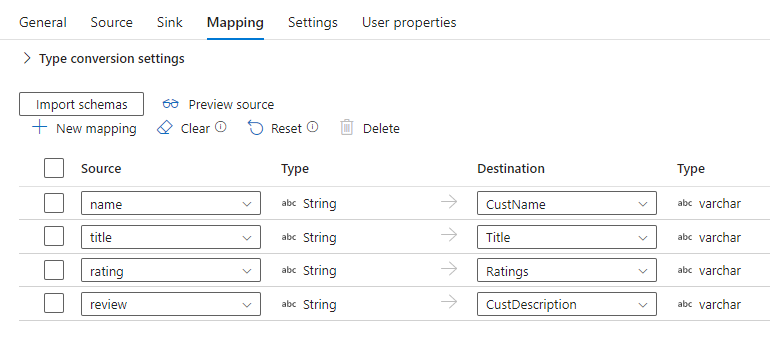 General Source Sink Mapping Settings User properties
Type conversion settings
Import schemas Preview source
New mapping Clear Reset Delete
Source Type Destination Type
name abc String CustName abc varchar
title abc String Title abc varchar
rating abc String Ratings abc varchar
review abc String CustDescription abc varchar